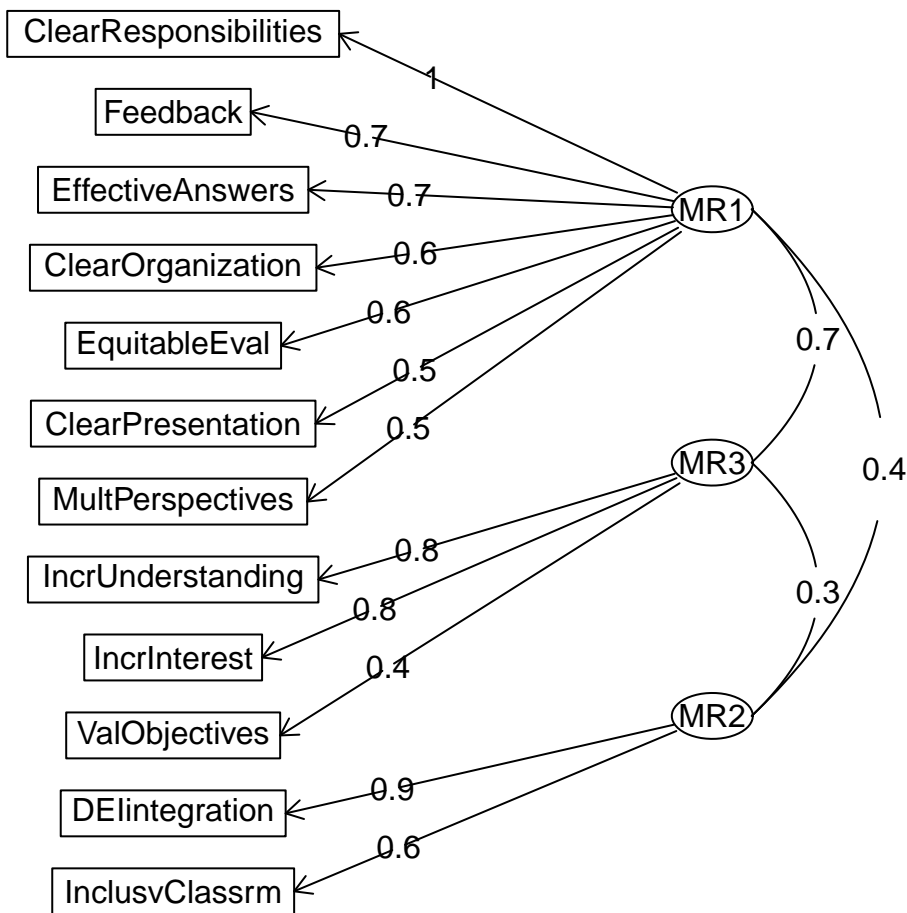 ClearResponsibilities
1
Feedback
0.7
EffectiveAnswers
0.7
MR1
ClearOrganization
0.6
EquitableEval
0.6
0.7
ClearPresentation
0.5
MultPerspectives
0.5
MR3
0.4
IncrUnderstanding
0.8
IncrInterest
0.8
0.3
ValObjectives
0.4
MR2
DEIintegration
0.9
InclusvClassrm
0.6